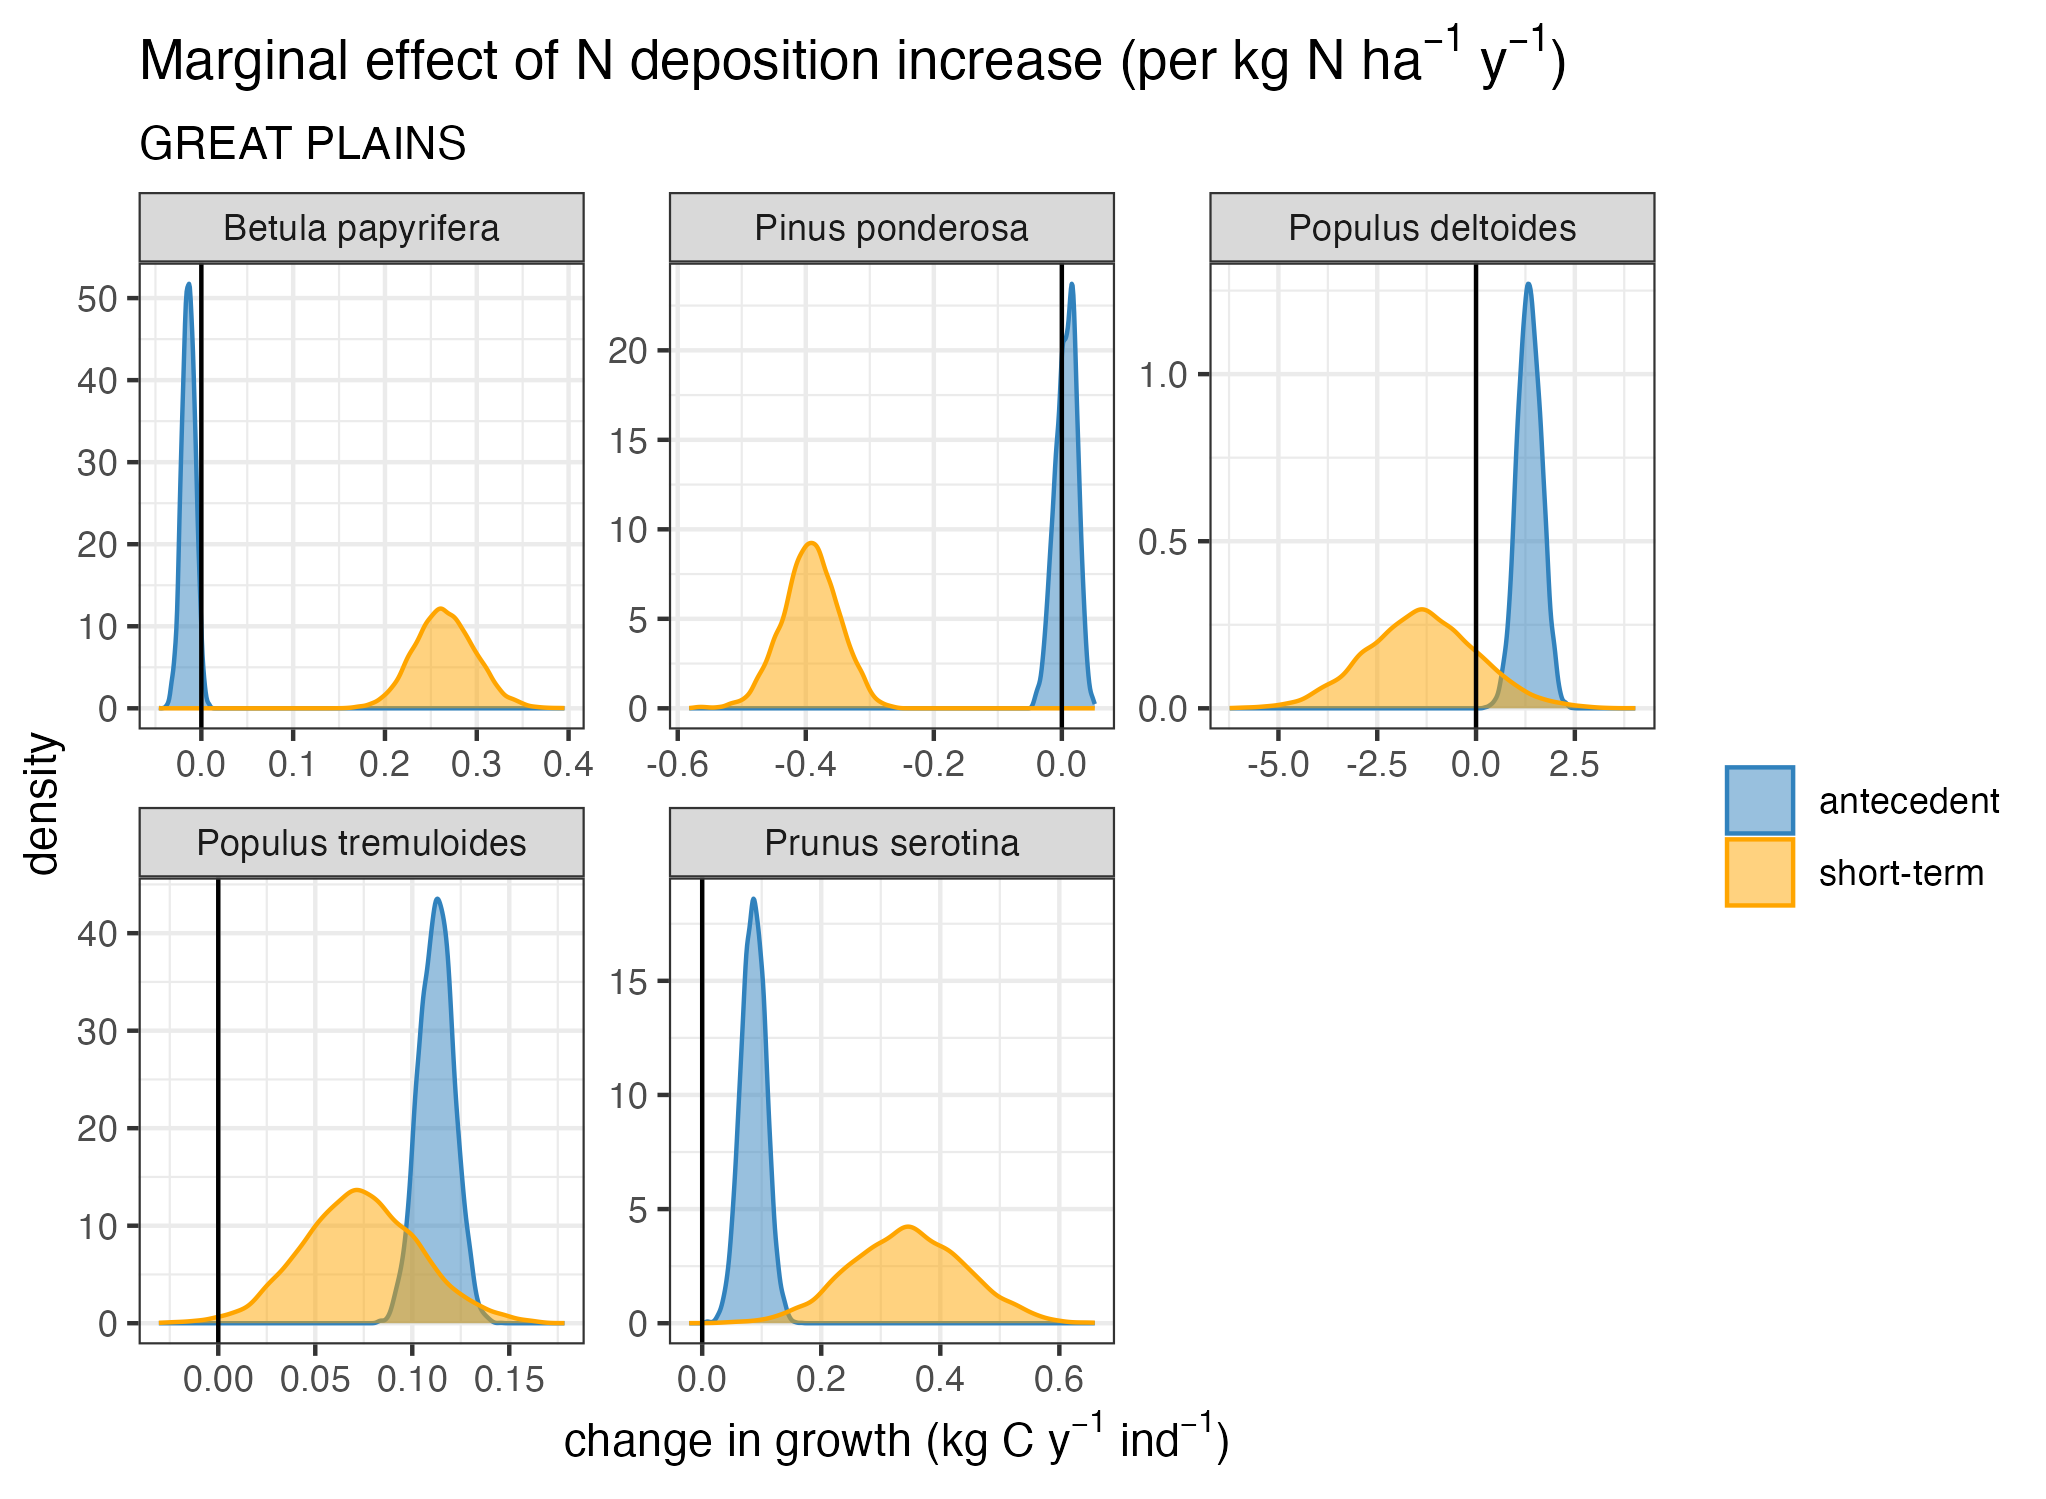 Marginal effect of N deposition increase (per kg N ha⁻¹ y⁻¹)
GREAT PLAINS
Betula papyrifera
Pinus ponderosa
Populus deltoides
50
40
30
20
10
0
20
15
10
5
0
1.0
0.5
0.0
0.0 0.1 0.2 0.3 0.4
-0.6 -0.4 -0.2 0.0
-5.0 -2.5 0.0 2.5
density
antecedent
short-term
Populus tremuloides
Prunus serotina
40
30
20
10
0
15
10
5
0
0.00 0.05 0.10 0.15
0.0 0.2 0.4 0.6
change in growth (kg C y⁻¹ ind⁻¹)